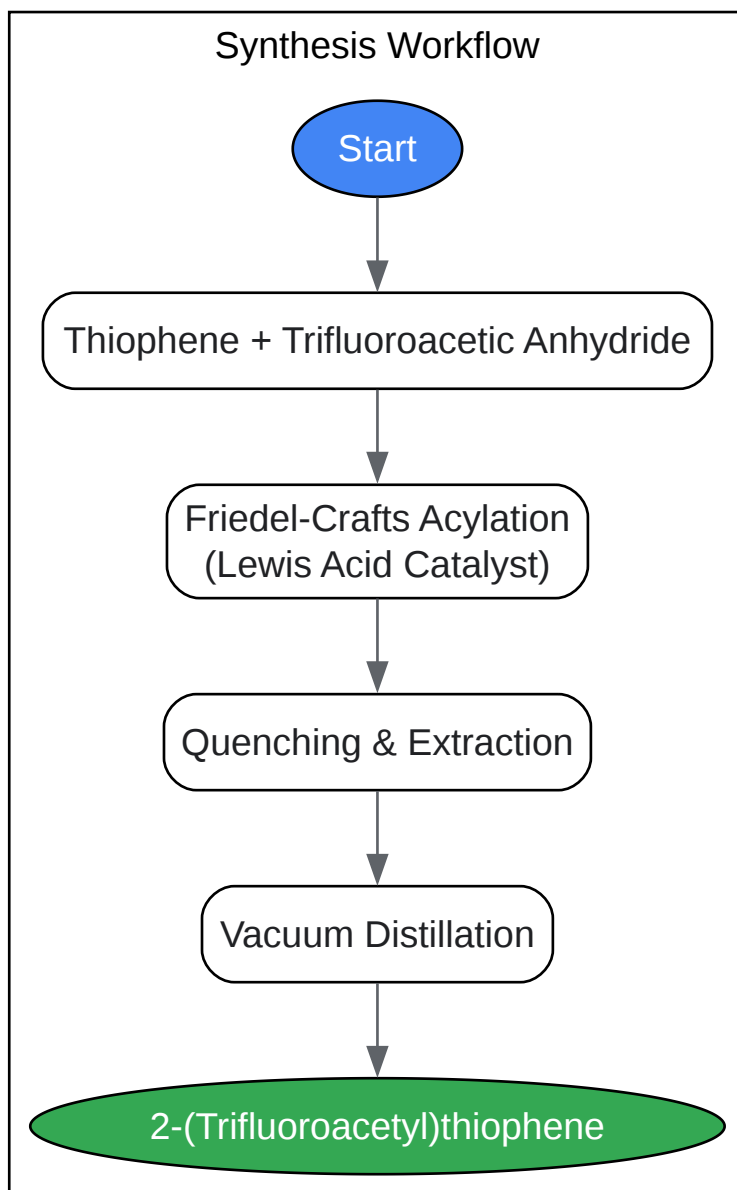 Synthesis Workflow
Start
Thiophene + Trifluoroacetic Anhydride
Friedel-Crafts Acylation
(Lewis Acid Catalyst)
Quenching & Extraction
Vacuum Distillation
2-(Trifluoroacetyl)thiophene